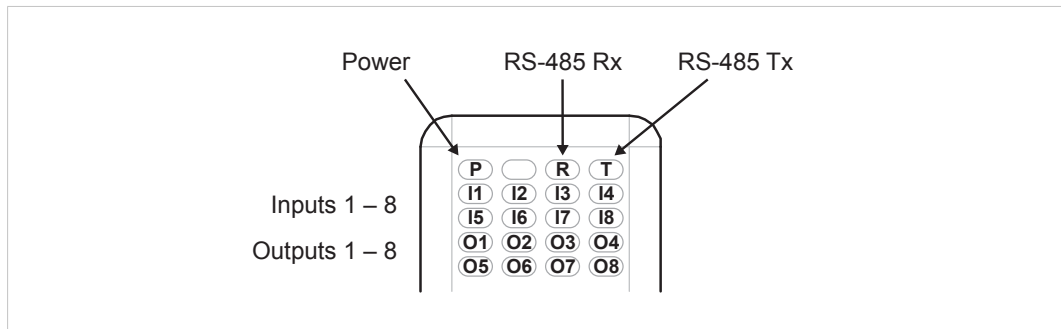 Power RS-485 Rx RS-485 Tx
P R T
Inputs 1 – 8 I1 I2 I3 I4
I5 I6 I7 I8
Outputs 1 – 8 O1 O2 O3 O4
O5 O6 O7 O8